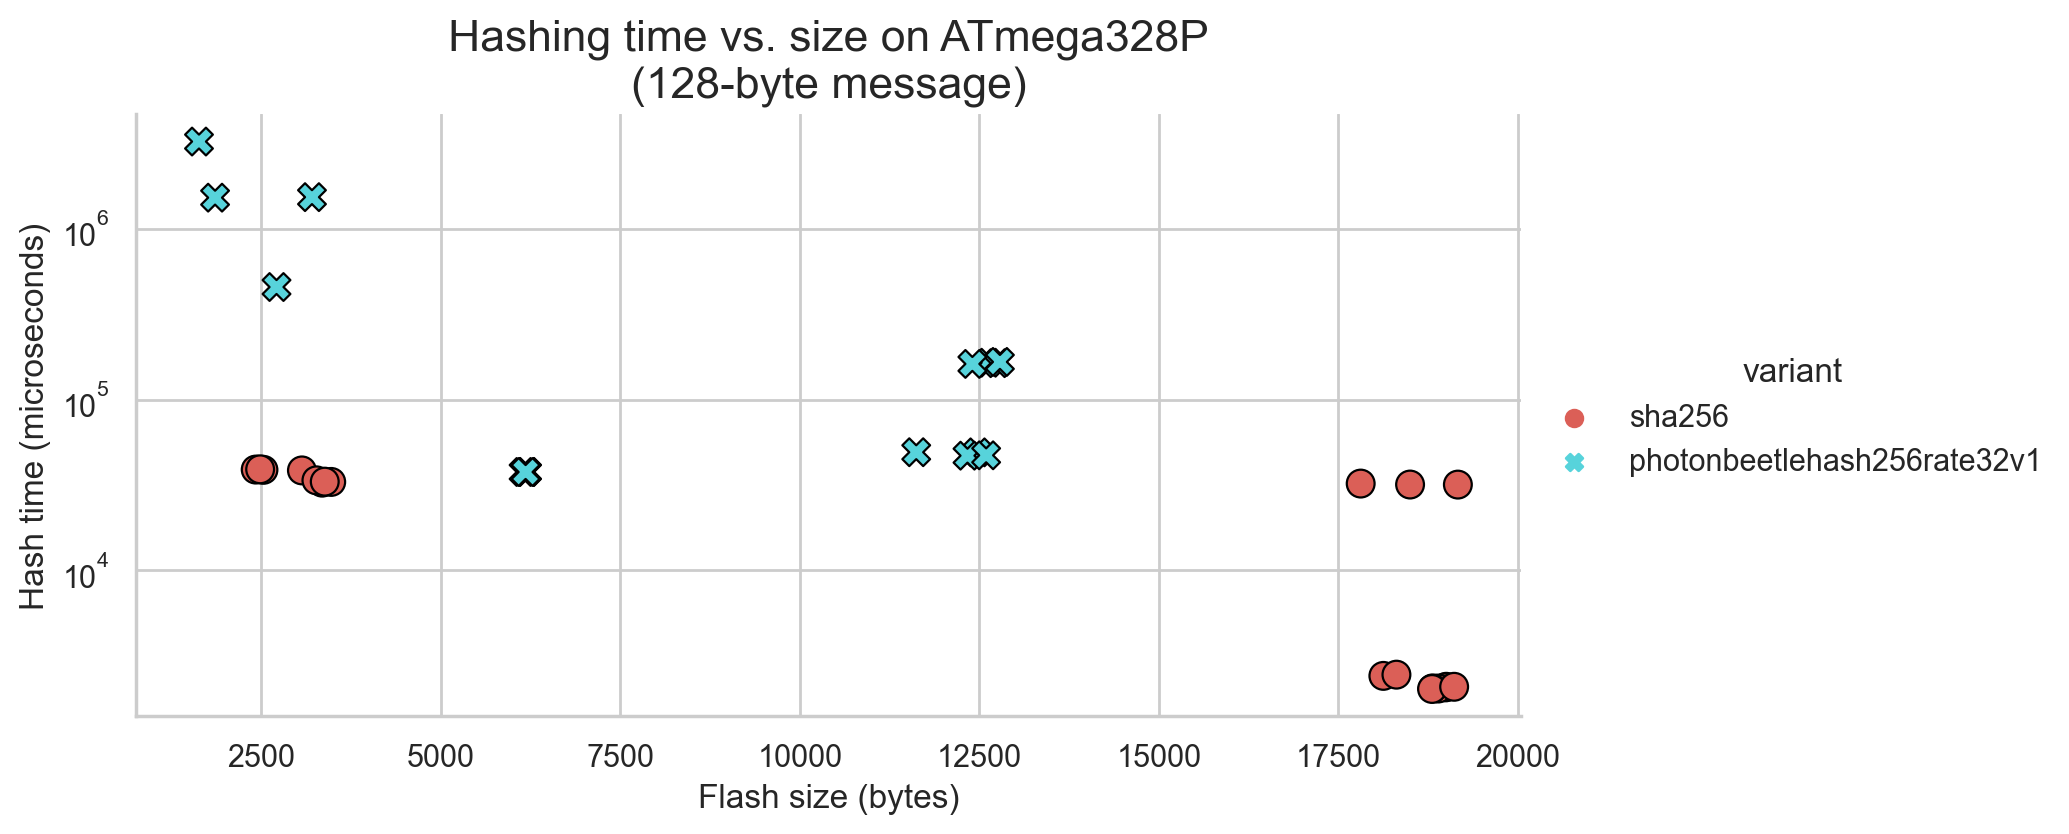 Hashing time vs. size on ATmega328P
(128-byte message)
Hash time (microseconds)
10^6
10^5
10^4
2500 5000 7500 10000 12500 15000 17500 20000
Flash size (bytes)
variant
sha256
photonbeetlehash256rate32v1